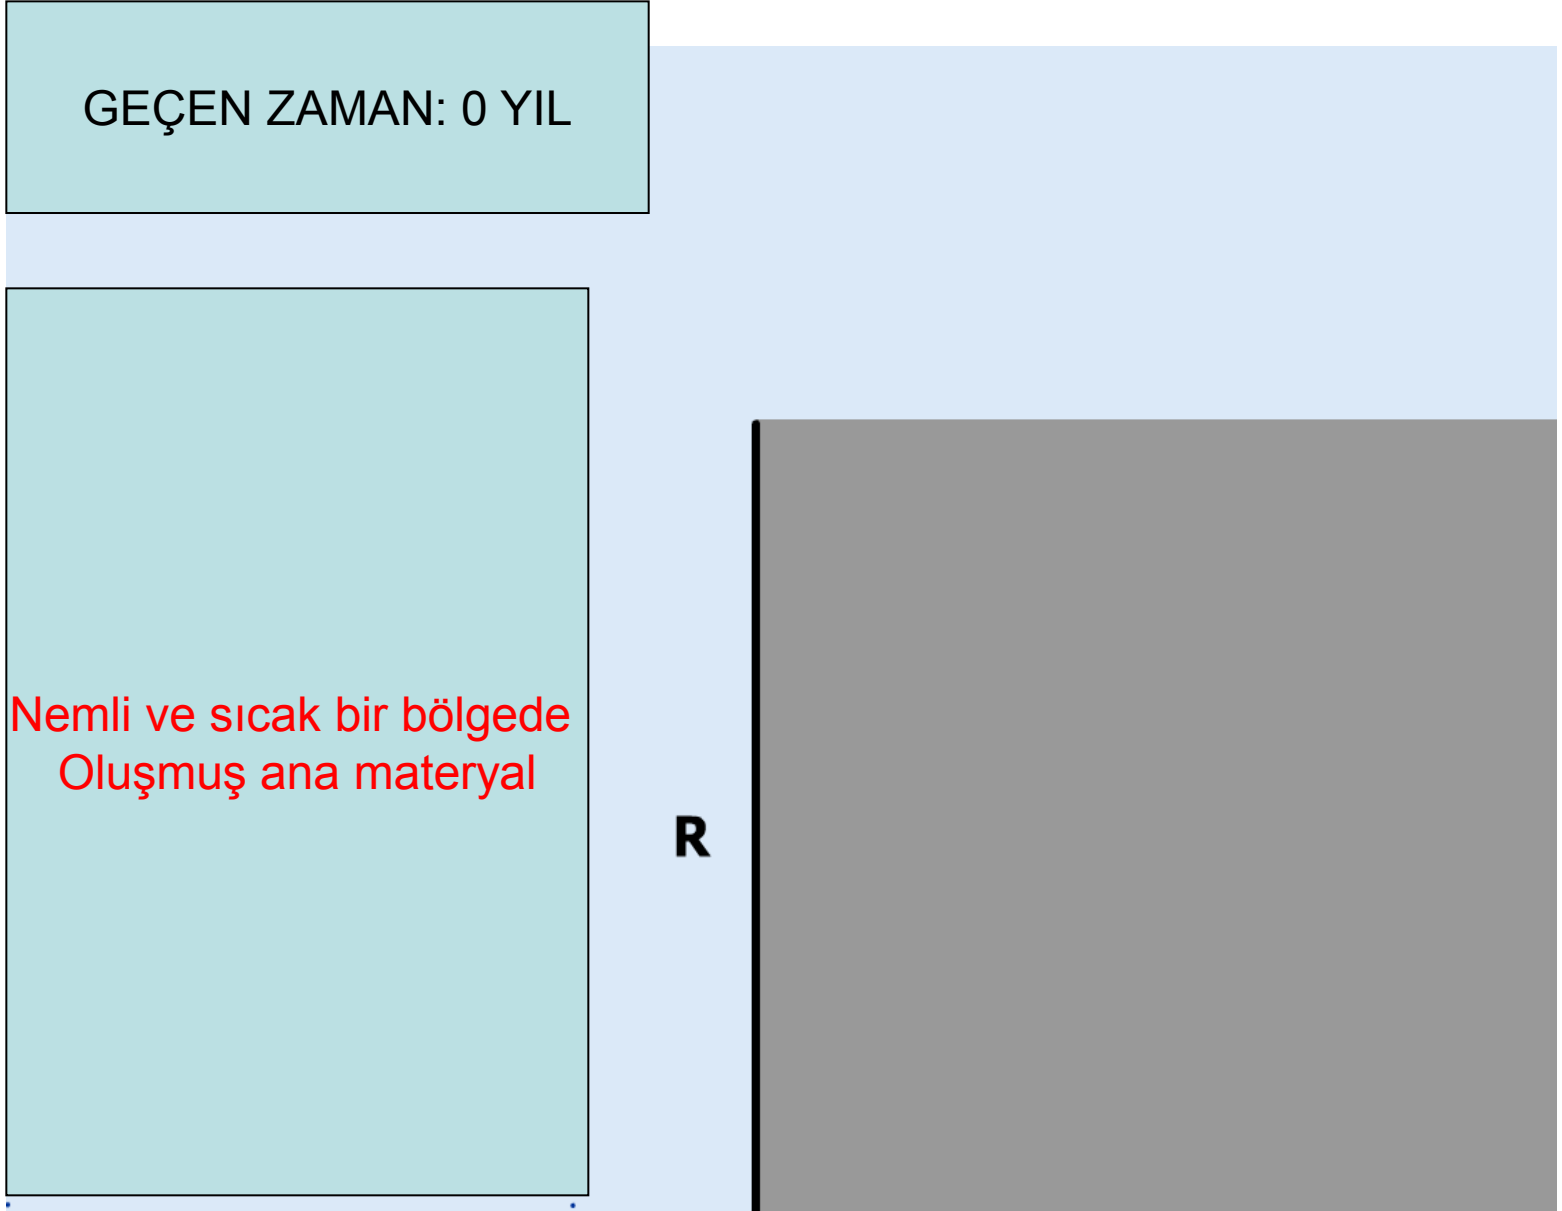 GEÇEN ZAMAN: 0 YIL
Nemli ve sıcak bir bölgede
Oluşmuş ana materyal
R